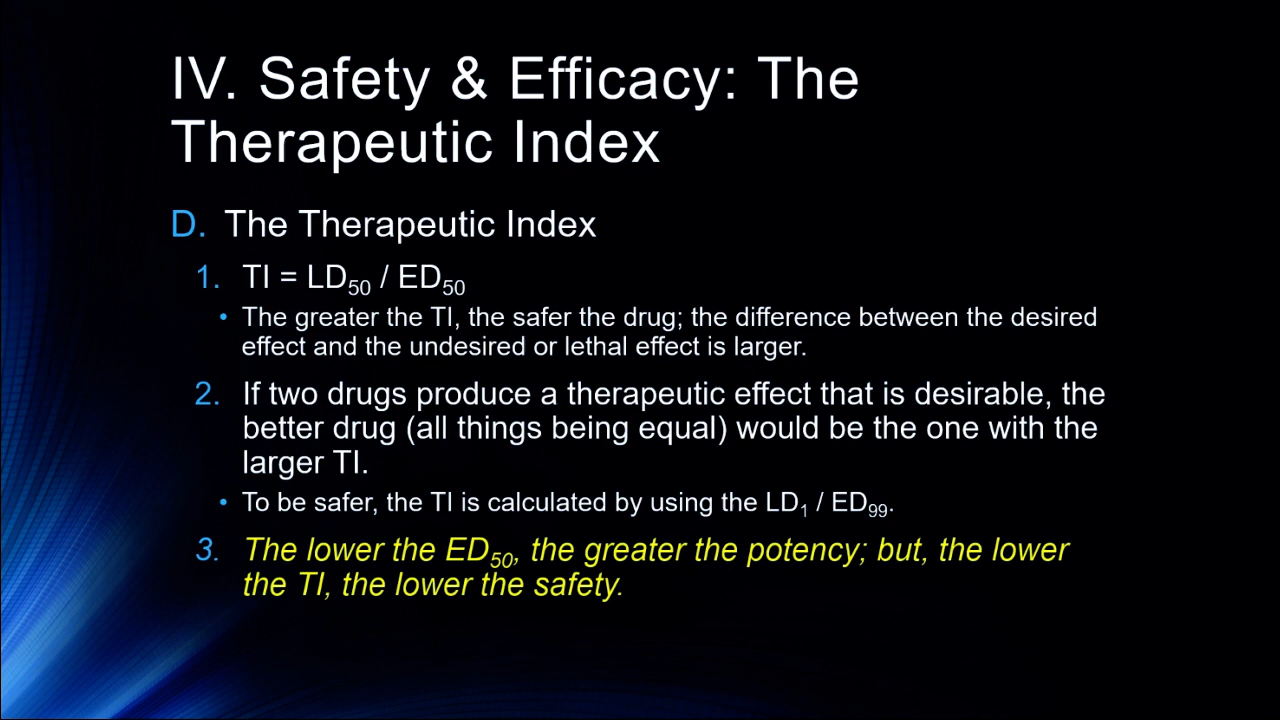 IV. Safety & Efficacy: The
Therapeutic Index
D. The Therapeutic Index
1. TI = LD50 / ED50
• The greater the TI, the safer the drug; the difference between the desired
effect and the undesired or lethal effect is larger.
2. If two drugs produce a therapeutic effect that is desirable, the
better drug (all things being equal) would be the one with the
larger TI.
• To be safer, the TI is calculated by using the LD1 / ED99.
3. The lower the ED50, the greater the potency; but, the lower
the TI, the lower the safety.